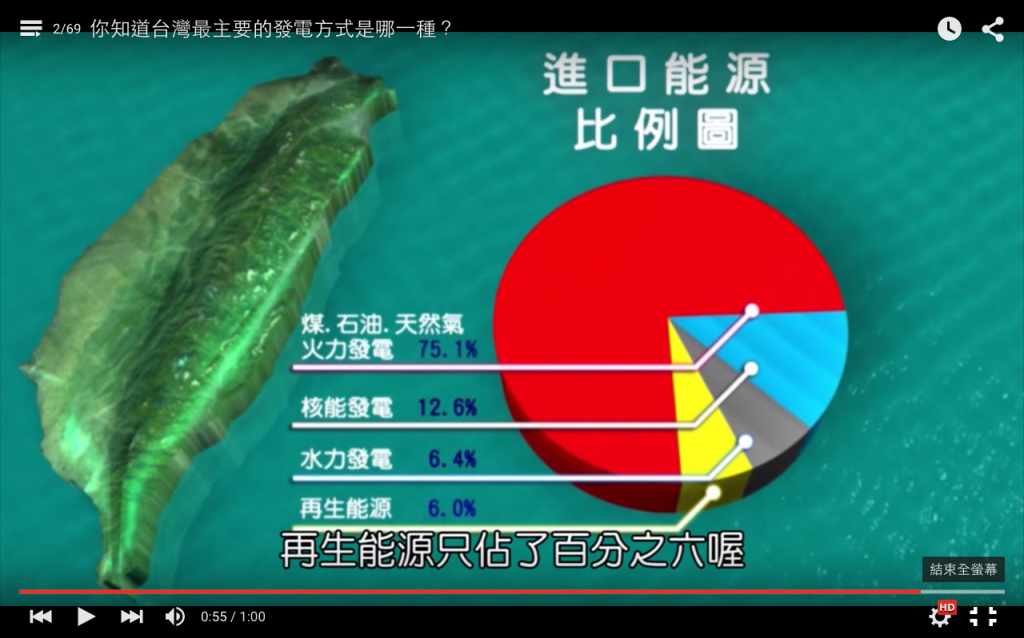 2/69 你知道台灣最主要的發電方式是哪一種？
進口能源
比例圖
煤.石油.天然氣
火力發電 75.1%
核能發電 12.6%
水力發電 6.4%
再生能源 6.0%
再生能源只佔了百分之六喔
結束全螢幕
0:55 / 1:00
HD